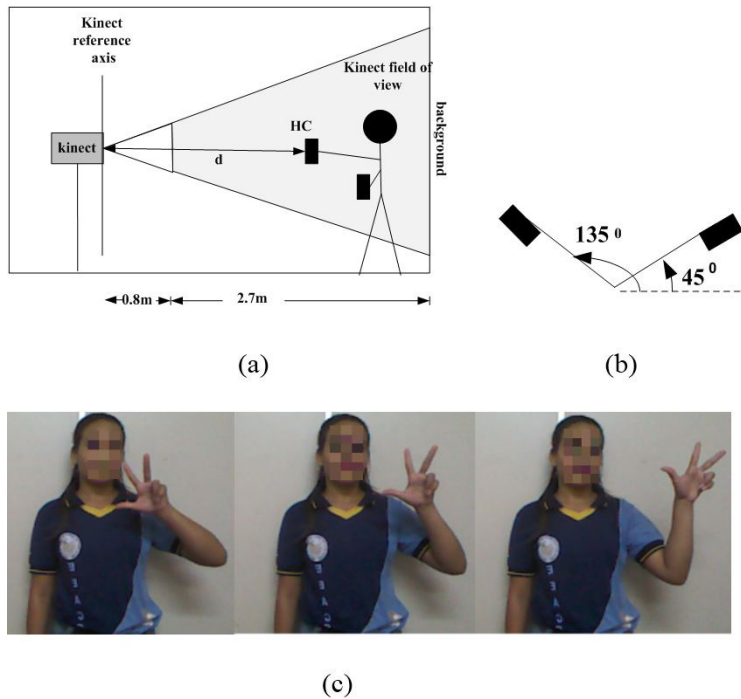 Kinect
reference
axis
Kinect field of
view
background
HC
kinect
d
0.8m
2.7m
(a)
135 0
45 0
(b)
(c)